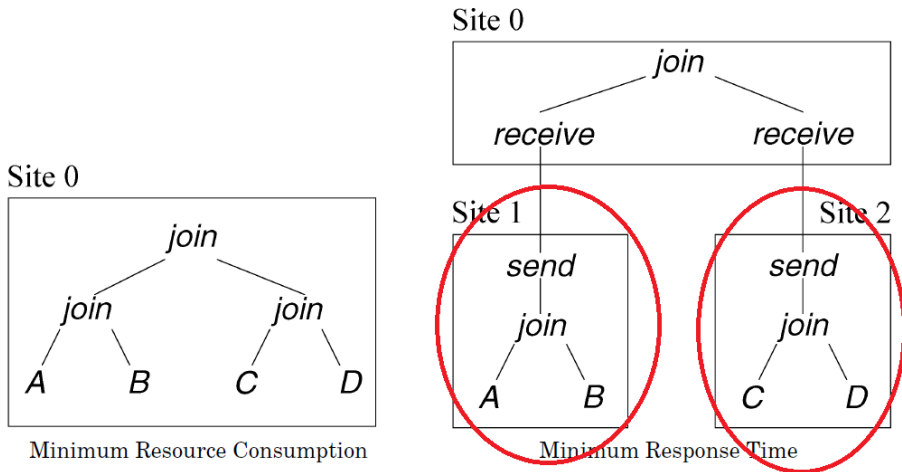 Site 0
join
receive receive
Site 0
join
join join
A B C D
Minimum Resource Consumption
Site 1 Site 2
send send
join join
A B C D
Minimum Response Time